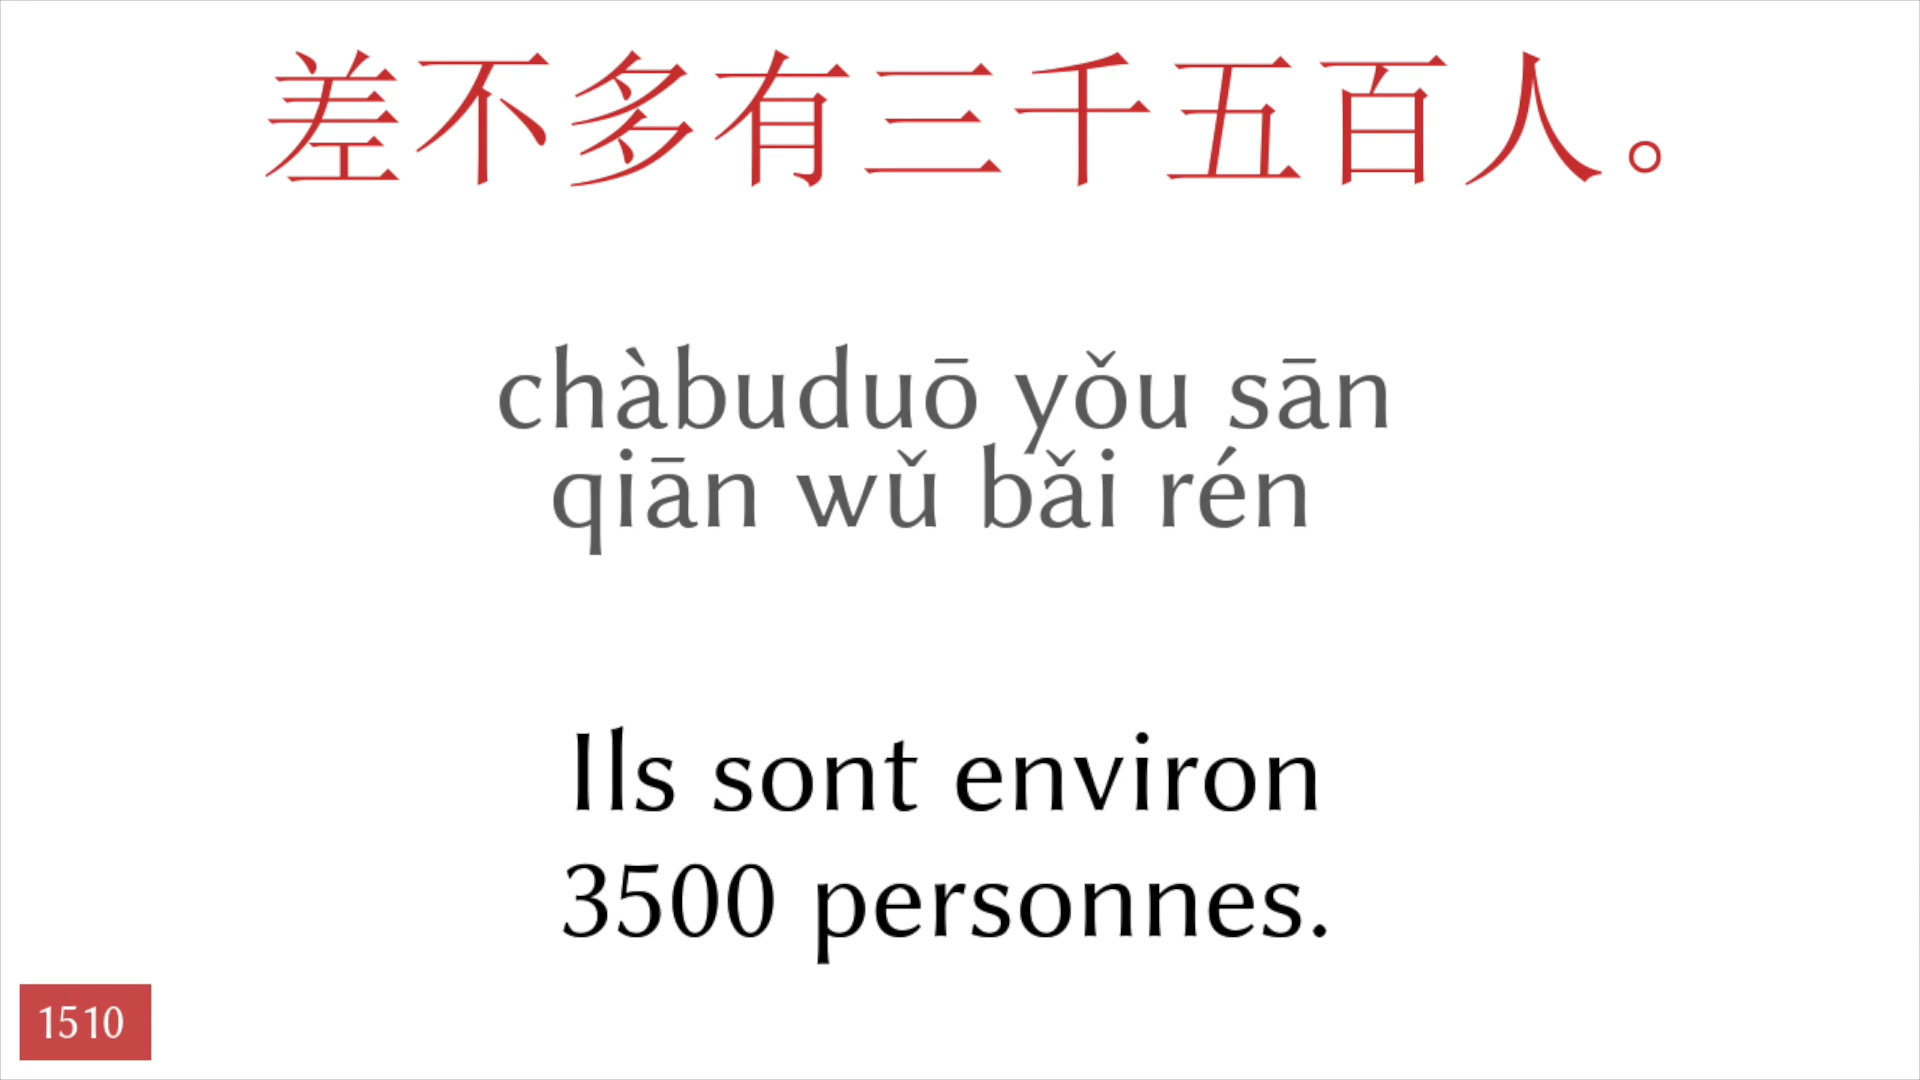 差不多有三千五百人。
chàbuduō yǒu sān
qiān wǔ bǎi rén
Ils sont environ
3500 personnes.
1510